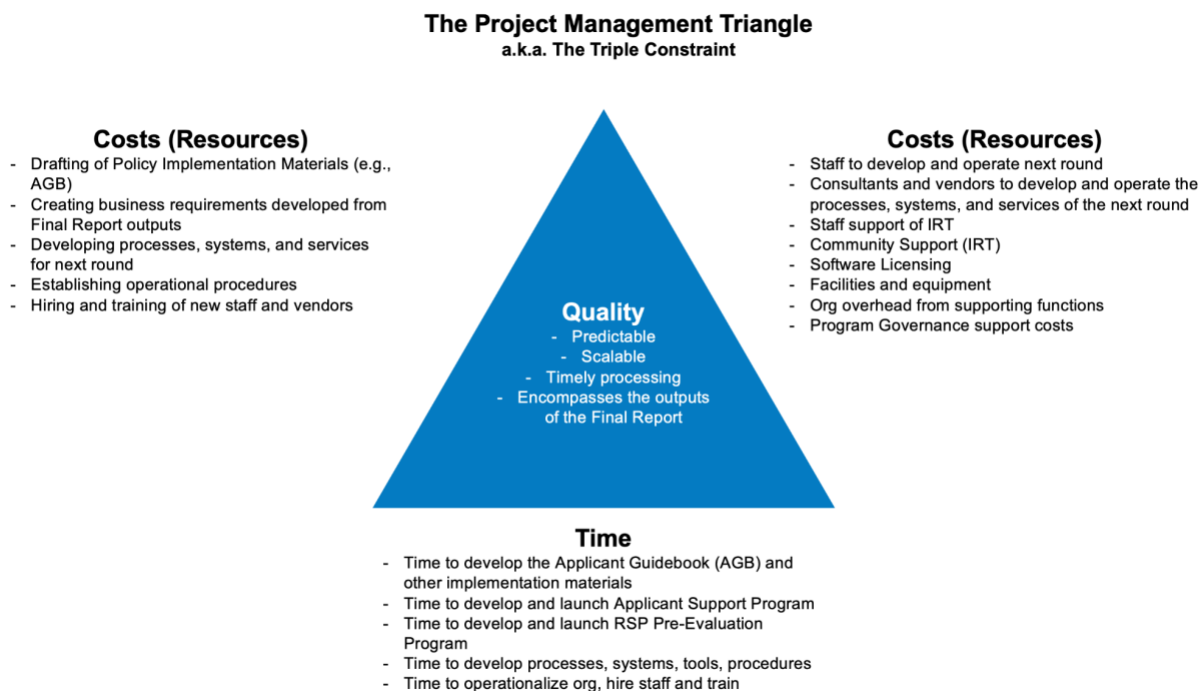 The Project Management Triangle
a.k.a. The Triple Constraint
Costs (Resources)
- Drafting of Policy Implementation Materials (e.g.,
AGB)
- Creating business requirements developed from
Final Report outputs
- Developing processes, systems, and services
for next round
- Establishing operational procedures
- Hiring and training of new staff and vendors
Costs (Resources)
- Staff to develop and operate next round
- Consultants and vendors to develop and operate the
processes, systems, and services of the next round
- Staff support of IRT
- Community Support (IRT)
- Software Licensing
- Facilities and equipment
- Org overhead from supporting functions
- Program Governance support costs
Quality
- Predictable
- Scalable
- Timely processing
- Encompasses the outputs
of the Final Report
Time
- Time to develop the Applicant Guidebook (AGB) and
other implementation materials
- Time to develop and launch Applicant Support Program
- Time to develop and launch RSP Pre-Evaluation
Program
- Time to develop processes, systems, tools, procedures
- Time to operationalize org, hire staff and train